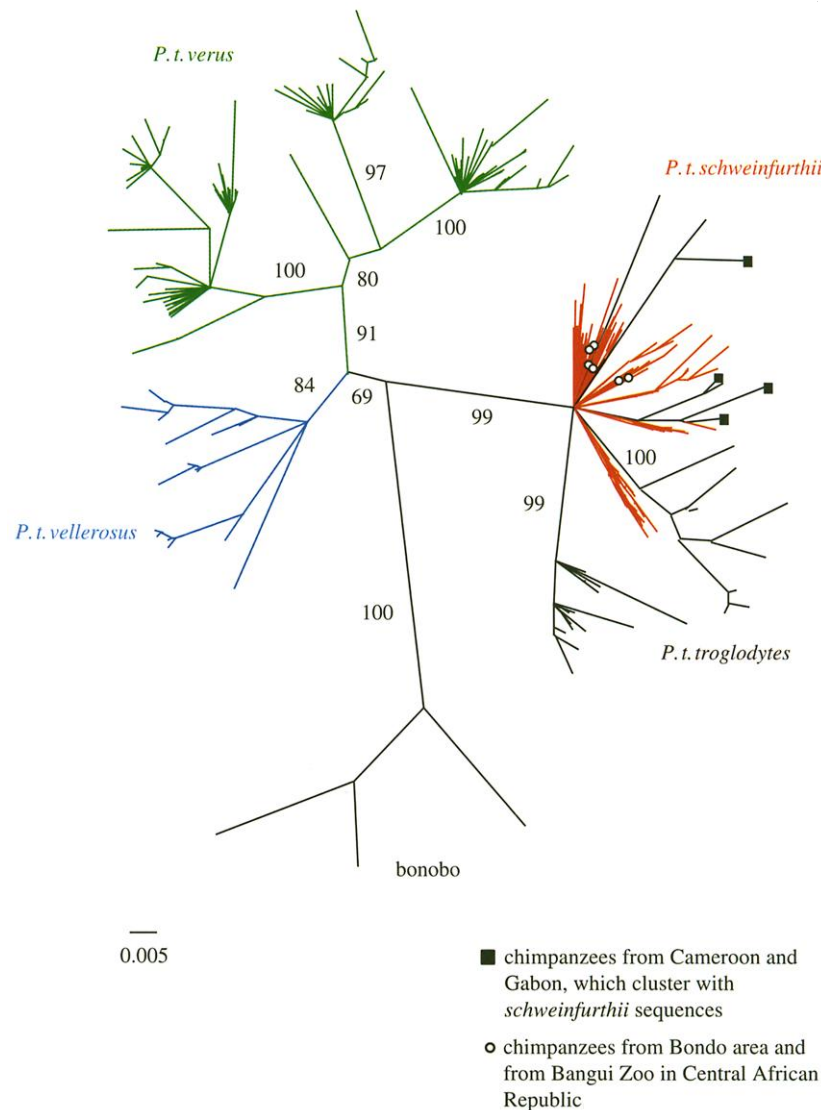 P. t. verus
P. t. schweinfurthii
97
100
100
80
91
84
69
99
100
99
P. t. vellerosus
100
P. t. troglodytes
bonobo
0.005
chimpanzees from Cameroon and
Gabon, which cluster with
schweinfurthii sequences
chimpanzees from Bondo area and
from Bangui Zoo in Central African
Republic